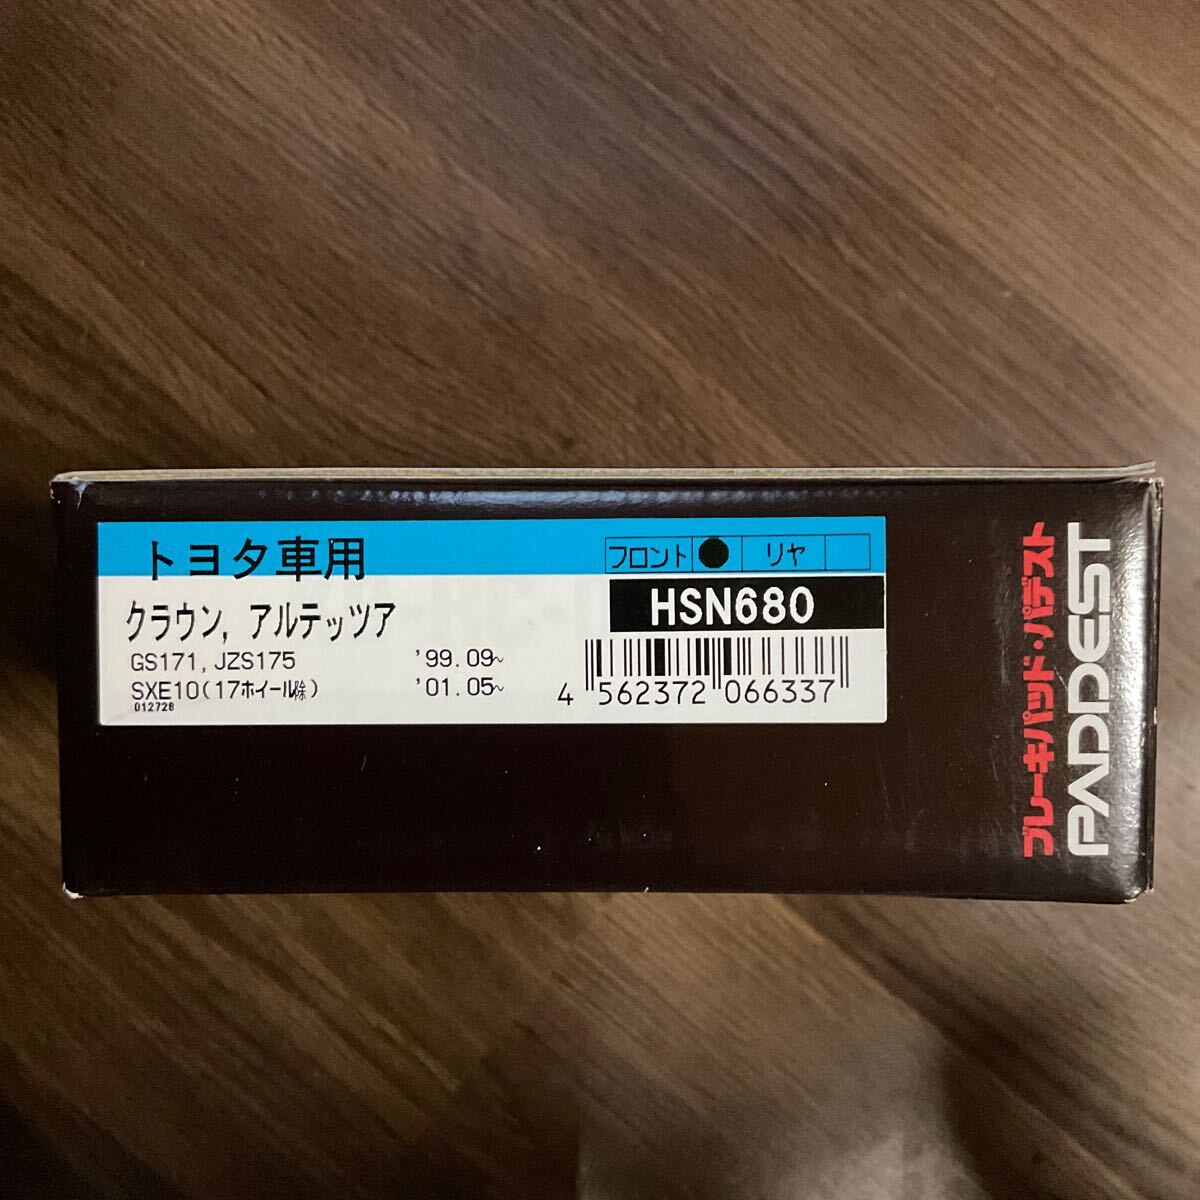 トヨタ車用
フロント ● リヤ
HSN680
クラウン, アルテッツア
GS171, JZS175 '99.09~
SXE10(17ホイール除) '01.05~
012728
4 562372 066337
ブレーキパッド・パデスト
PADDEST